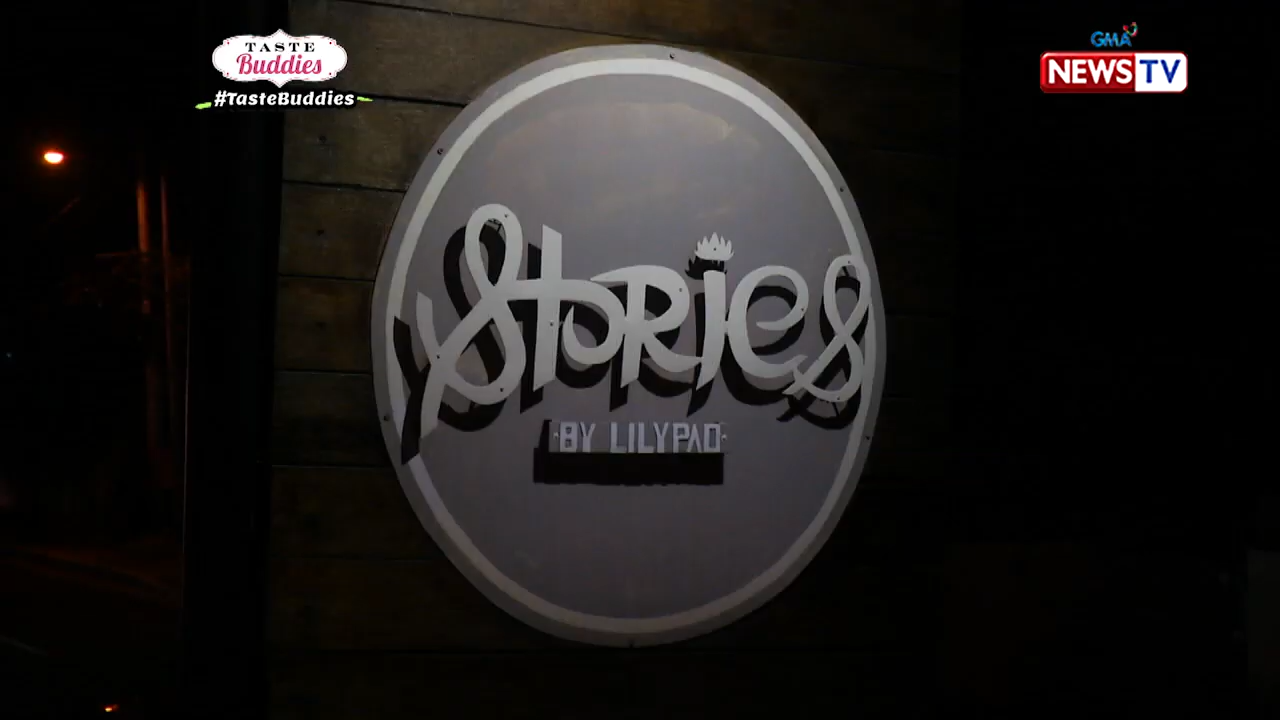 TASTE
Buddies
#TasteBuddies
GMA
NEWS TV
Stories
BY LILYPAD